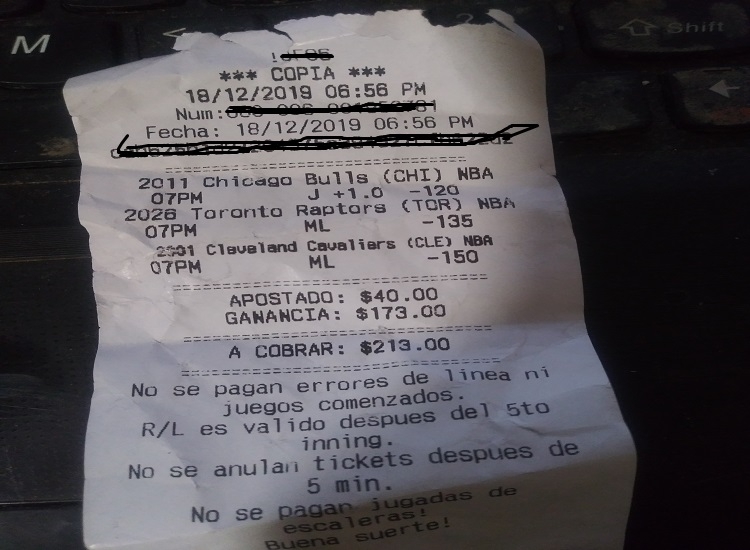 M
2
Shift
*** COPIA ***
18/12/2019 06:56 PM
Num:
Fecha: 18/12/2019 06:56 PM
2011 Chicago Bulls (CHI) NBA
07PM J +1.0 -120
2026 Toronto Raptors (TOR) NBA
07PM ML -135
Cleveland Cavaliers (CLE) NBA
07PM ML -150
APOSTADO: $40.00
GANANCIA: $173.00
A COBRAR: $213.00
No se pagan errores de linea ni
juegos comenzados.
R/L es valido despues del 5to
inning.
No se anulan tickets despues de
5 min.
No se pagan jugadas de
escaleras!
Buena suerte!